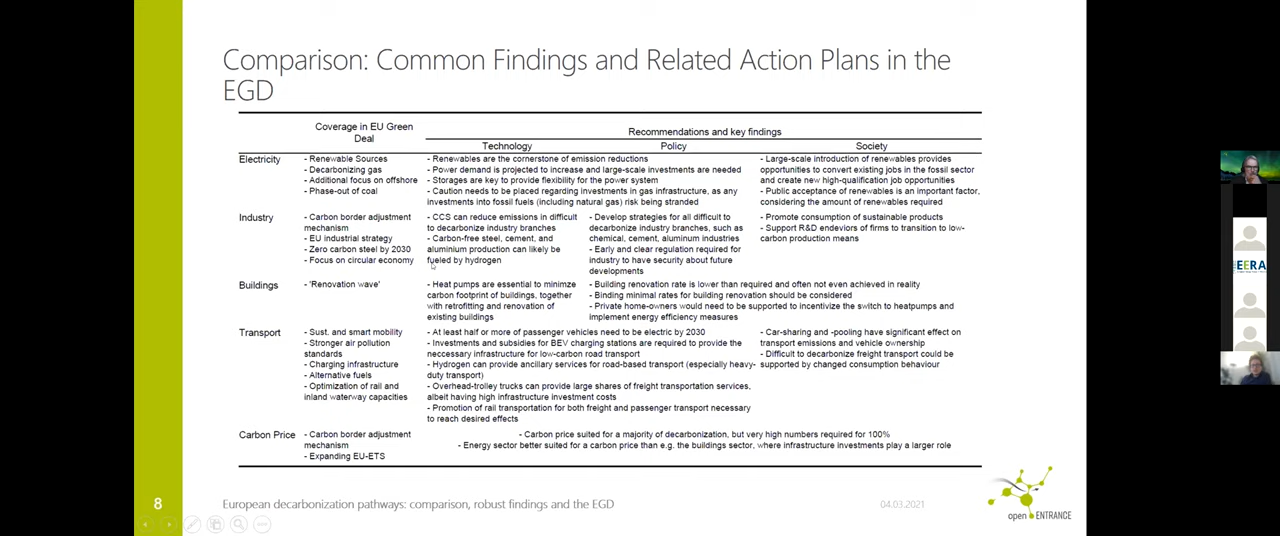 Comparison: Common Findings and Related Action Plans in the
EGD
Coverage in EU Green
Deal
Recommendations and key findings
Technology
Policy
Society
Electricity
- Renewable Sources
- Decarbonizing gas
- Additional focus on offshore
- Phase-out of coal
- Renewables are the cornerstone of emission reductions
- Power demand is projected to increase and large-scale investments are needed
- Storages are key to provide flexibility for the power system
- Caution needs to be placed regarding investments in gas infrastructure, as any
investments into fossil fuels (including natural gas) risk being stranded
- Large-scale introduction of renewables provides
opportunities to convert existing jobs in the fossil sector
and create new high-qualification job opportunities
- Public acceptance of renewables is an important factor,
considering the amount of renewables required
Industry
- Carbon border adjustment
mechanism
- EU industrial strategy
- Zero carbon steel by 2030
- Focus on circular economy
- CCS can reduce emissions in difficult
to decarbonize industry branches
- Carbon-free steel, cement, and
aluminium production can likely be
fueled by hydrogen
- Develop strategies for all difficult to
decarbonize industry branches, such as
chemical, cement, aluminum industries
- Early and clear regulation required for
industry to have security about future
developments
- Promote consumption of sustainable products
- Support R&D endeviors of firms to transition to low-
carbon production means
Buildings
- 'Renovation wave'
- Heat pumps are essential to minimze
carbon footprint of buildings, together
with retrofitting and renovation of
existing buildings
- Building renovation rate is lower than required and often not even achieved in reality
- Binding minimal rates for building renovation should be considered
- Private home-owners would need to be supported to incentivize the switch to heatpumps and
implement energy efficiency measures
Transport
- Sust. and smart mobility
- Stronger air pollution
standards
- Charging infrastructure
- Alternative fuels
- Optimization of rail and
inland waterway capacities
- At least half or more of passenger vehicles need to be electric by 2030
- Investments and subsidies for BEV charging stations are required to provide the
neccessary infrastructure for low-carbon road transport
- Hydrogen can provide ancillary services for road-based transport (especially heavy-
duty transport)
- Overhead-trolley trucks can provide large shares of freight transportation services,
albeit having high infrastructure investment costs
- Promotion of rail transportation for both freight and passenger transport necessary
to reach desired effects
- Car-sharing and -pooling have significant effect on
transport emissions and vehicle ownership
- Difficult to decarbonize freight transport could be
supported by changed consumption behaviour
Carbon Price
- Carbon border adjustment
mechanism
- Expanding EU-ETS
- Carbon price suited for a majority of decarbonization, but very high numbers required for 100%
- Energy sector better suited for a carbon price than e.g. the buildings sector, where infrastructure investments play a larger role
8
European decarbonization pathways: comparison, robust findings and the EGD
04.03.2021
open ENTRANCE
EERA